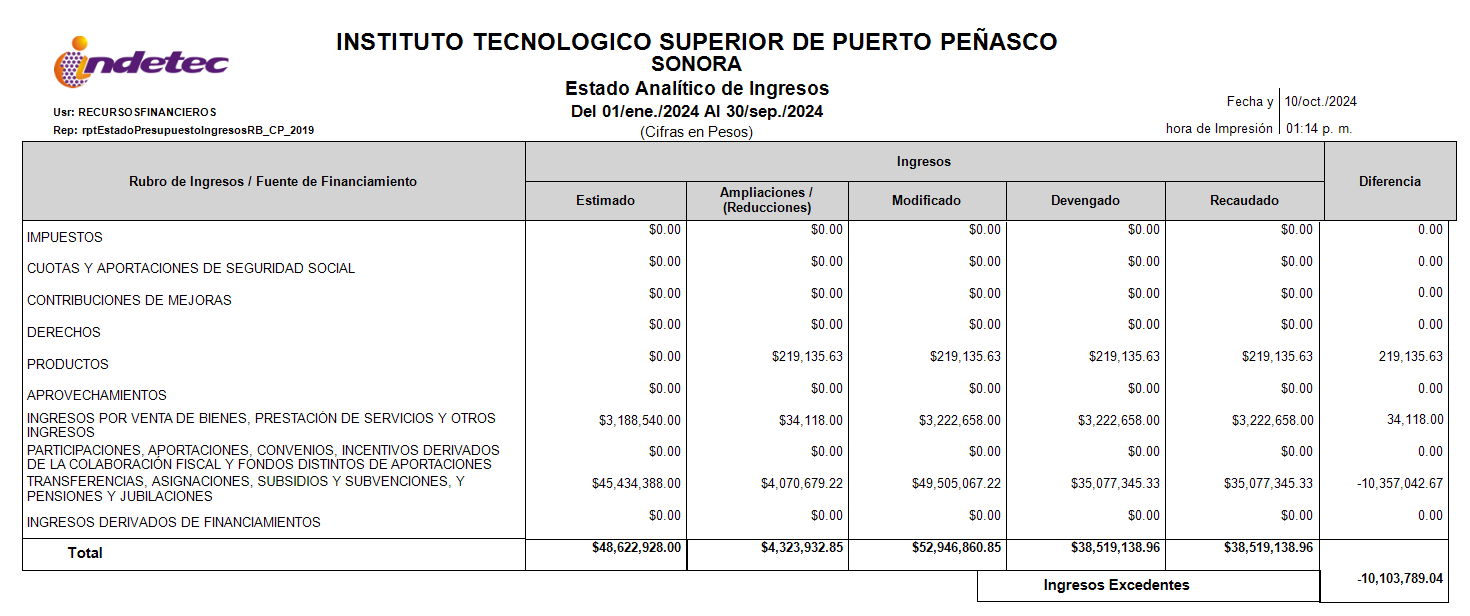 INSTITUTO TECNOLOGICO SUPERIOR DE PUERTO PEÑASCO
SONORA
indetec
Estado Analítico de Ingresos
Usr: RECURSOSFINANCIEROS
Del 01/ene./2024 Al 30/sep./2024
Fecha y 10/oct./2024
Rep: rptEstadoPresupuestoIngresosRB_CP_2019
(Cifras en Pesos)
hora de Impresión 01:14 p. m.
Rubro de Ingresos / Fuente de Financiamiento
Ingresos
Diferencia
Estimado
Ampliaciones /
(Reducciones)
Modificado
Devengado
Recaudado
IMPUESTOS $0.00 $0.00 $0.00 $0.00 $0.00 0.00
CUOTAS Y APORTACIONES DE SEGURIDAD SOCIAL $0.00 $0.00 $0.00 $0.00 $0.00 0.00
CONTRIBUCIONES DE MEJORAS $0.00 $0.00 $0.00 $0.00 $0.00 0.00
DERECHOS $0.00 $0.00 $0.00 $0.00 $0.00 0.00
PRODUCTOS $0.00 $219,135.63 $219,135.63 $219,135.63 $219,135.63 219,135.63
APROVECHAMIENTOS $0.00 $0.00 $0.00 $0.00 $0.00 0.00
INGRESOS POR VENTA DE BIENES, PRESTACIÓN DE SERVICIOS Y OTROS
INGRESOS $3,188,540.00 $34,118.00 $3,222,658.00 $3,222,658.00 $3,222,658.00 34,118.00
PARTICIPACIONES, APORTACIONES, CONVENIOS, INCENTIVOS DERIVADOS
DE LA COLABORACIÓN FISCAL Y FONDOS DISTINTOS DE APORTACIONES $0.00 $0.00 $0.00 $0.00 $0.00 0.00
TRANSFERENCIAS, ASIGNACIONES, SUBSIDIOS Y SUBVENCIONES, Y
PENSIONES Y JUBILACIONES $45,434,388.00 $4,070,679.22 $49,505,067.22 $35,077,345.33 $35,077,345.33 -10,357,042.67
INGRESOS DERIVADOS DE FINANCIAMIENTOS $0.00 $0.00 $0.00 $0.00 $0.00 0.00
Total $48,622,928.00 $4,323,932.85 $52,946,860.85 $38,519,138.96 $38,519,138.96
Ingresos Excedentes -10,103,789.04